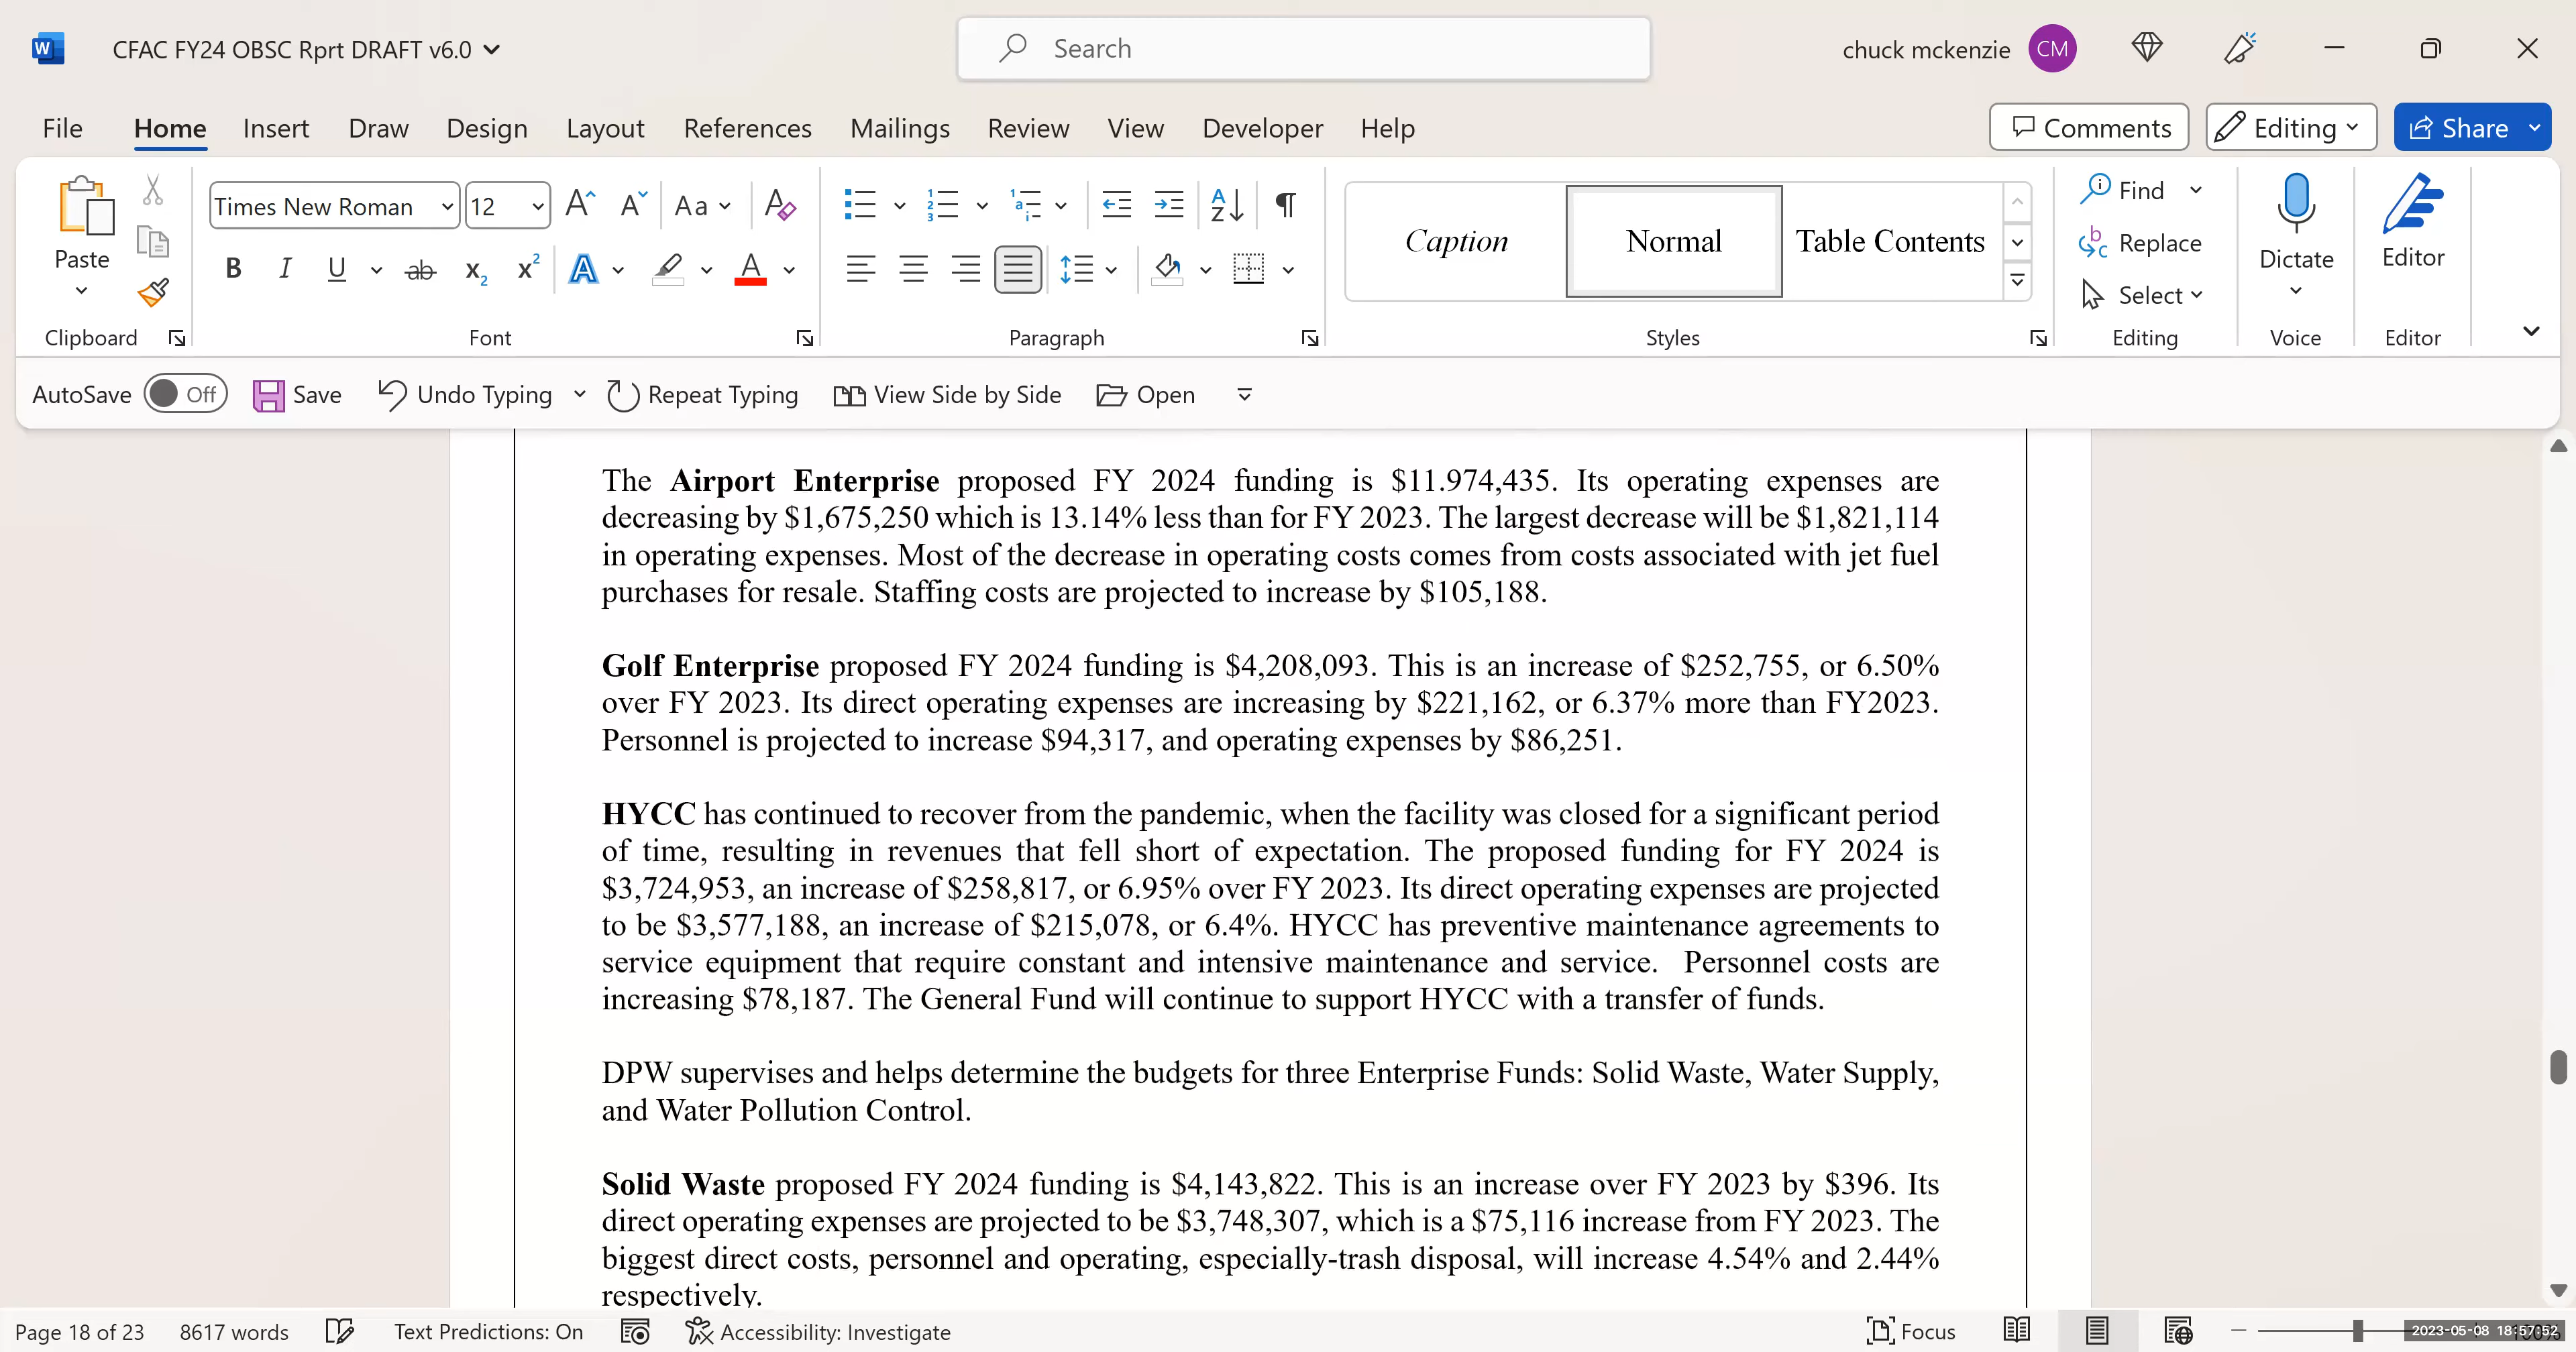 CFAC FY24 OBSC Rprt DRAFT v6.0
Search
chuck mckenzie CM
File Home Insert Draw Design Layout References Mailings Review View Developer Help
Comments Editing Share
Paste
Clipboard
Times New Roman 12
Font
Paragraph
Caption Normal Table Contents
Styles
Find
Replace
Select
Editing
Dictate
Voice
Editor
Editor
AutoSave Off Save Undo Typing Repeat Typing View Side by Side Open
The Airport Enterprise proposed FY 2024 funding is $11.974,435. Its operating expenses are
decreasing by $1,675,250 which is 13.14% less than for FY 2023. The largest decrease will be $1,821,114
in operating expenses. Most of the decrease in operating costs comes from costs associated with jet fuel
purchases for resale. Staffing costs are projected to increase by $105,188.
Golf Enterprise proposed FY 2024 funding is $4,208,093. This is an increase of $252,755, or 6.50%
over FY 2023. Its direct operating expenses are increasing by $221,162, or 6.37% more than FY2023.
Personnel is projected to increase $94,317, and operating expenses by $86,251.
HYCC has continued to recover from the pandemic, when the facility was closed for a significant period
of time, resulting in revenues that fell short of expectation. The proposed funding for FY 2024 is
$3,724,953, an increase of $258,817, or 6.95% over FY 2023. Its direct operating expenses are projected
to be $3,577,188, an increase of $215,078, or 6.4%. HYCC has preventive maintenance agreements to
service equipment that require constant and intensive maintenance and service. Personnel costs are
increasing $78,187. The General Fund will continue to support HYCC with a transfer of funds.
DPW supervises and helps determine the budgets for three Enterprise Funds: Solid Waste, Water Supply,
and Water Pollution Control.
Solid Waste proposed FY 2024 funding is $4,143,822. This is an increase over FY 2023 by $396. Its
direct operating expenses are projected to be $3,748,307, which is a $75,116 increase from FY 2023. The
biggest direct costs, personnel and operating, especially-trash disposal, will increase 4.54% and 2.44%
respectively.
Page 18 of 23 8617 words Text Predictions: On Accessibility: Investigate Focus
2023-05-08 18:57:52